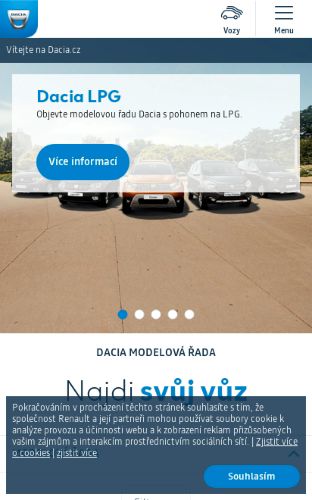 DACIA
Vozy
Menu
Vítejte na Dacia.cz
Dacia LPG
Objevte modelovou řadu Dacia s pohonem na LPG.
Více informací
DACIA MODELOVÁ ŘADA
Najdi svůj vůz
Pokračováním v procházení těchto stránek souhlasíte s tím, že
společnost Renault a její partneři mohou používat soubory cookie k
analýze provozu a účinnosti webu a k zobrazení reklam přizpůsobených
vašim zájmům a interakcím prostřednictvím sociálních sítí. | Zjistit více
o cookies | zjistit více
Souhlasím